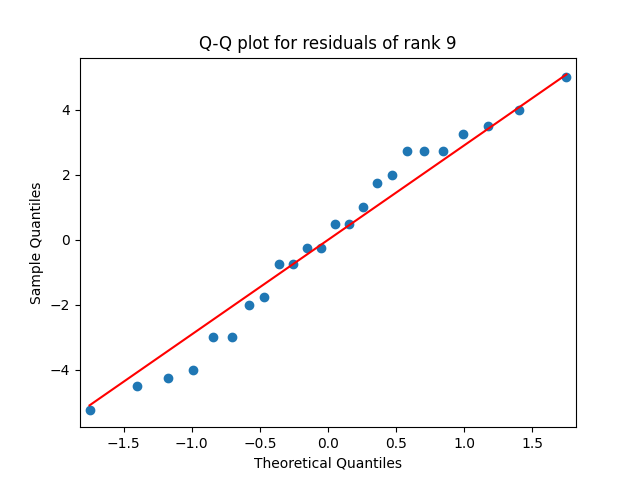 Q-Q plot for residuals of rank 9
4
2
0
−2
−4
Sample Quantiles
−1.5 −1.0 −0.5 0.0 0.5 1.0 1.5
Theoretical Quantiles